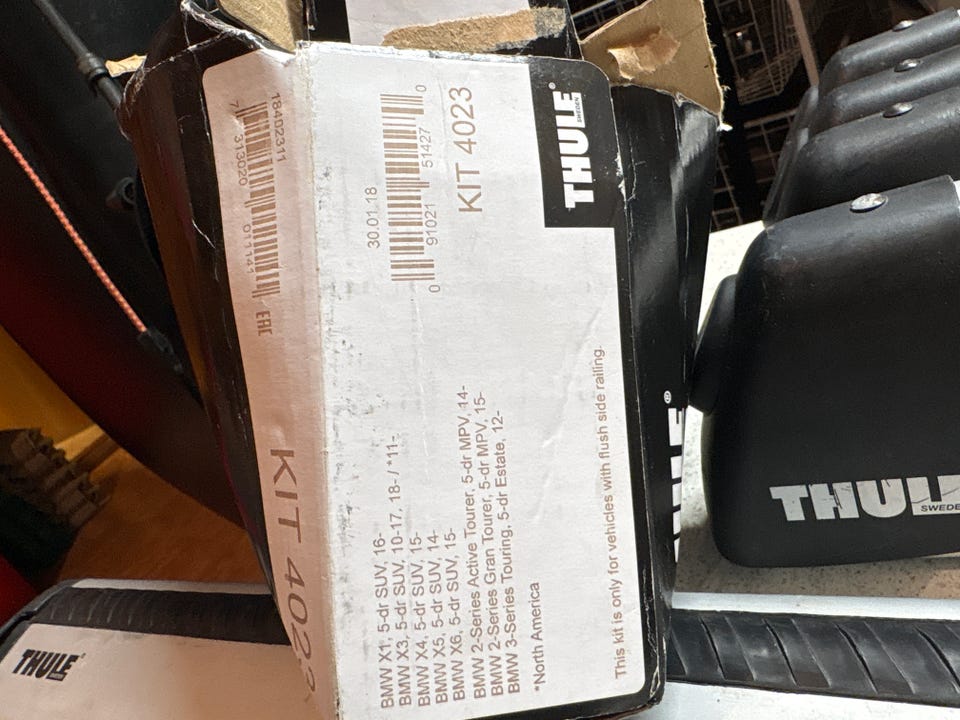 THULE®
SWEDEN
KIT 4023
30.01.18
0 91021 51427 0
BMW X1, 5-dr SUV, 16-
BMW X3, 5-dr SUV, 10-17, 18- / *11-
BMW X4, 5-dr SUV, 15-
BMW X5, 5-dr SUV, 14-
BMW X6, 5-dr SUV, 15-
BMW 2-Series Active Tourer, 5-dr MPV, 14-
BMW 2-Series Gran Tourer, 5-dr MPV, 15-
BMW 3-Series Touring, 5-dr Estate, 12-
*North America
This kit is only for vehicles with flush side railing.
18402311
7 313020 011141
EAC
KIT 4023
THULE
THULE
SWEDEN